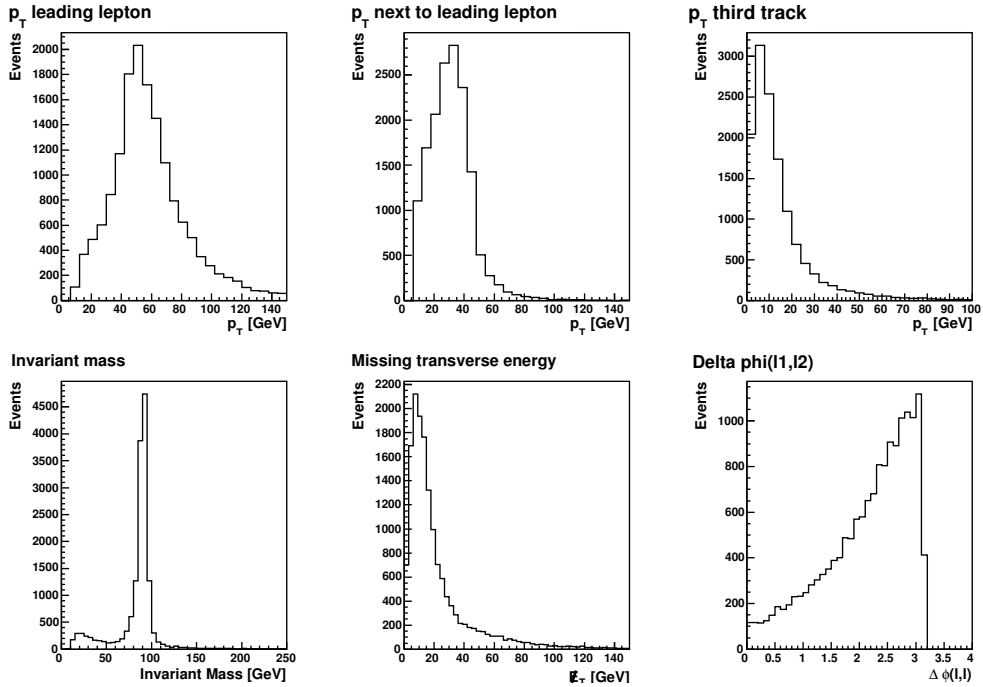 p_T leading lepton
Events
2000
1800
1600
1400
1200
1000
800
600
400
200
0
20 40 60 80 100 120 140
p_T [GeV]
p_T next to leading lepton
Events
2500
2000
1500
1000
500
0
0 20 40 60 80 100 120 140
p_T [GeV]
p_T third track
Events
3000
2500
2000
1500
1000
500
0
10 20 30 40 50 60 70 80 90 100
p_T [GeV]
Invariant mass
Events
4500
4000
3500
3000
2500
2000
1500
1000
500
0
0 50 100 150 200 250
Invariant Mass [GeV]
Missing transverse energy
Events
2200
2000
1800
1600
1400
1200
1000
800
600
400
200
0
0 20 40 60 80 100 120 140
E̸_T [GeV]
Delta phi(l1,l2)
Events
1000
800
600
400
200
0
0.5 1 1.5 2 2.5 3 3.5 4
Δ ϕ(l,l)